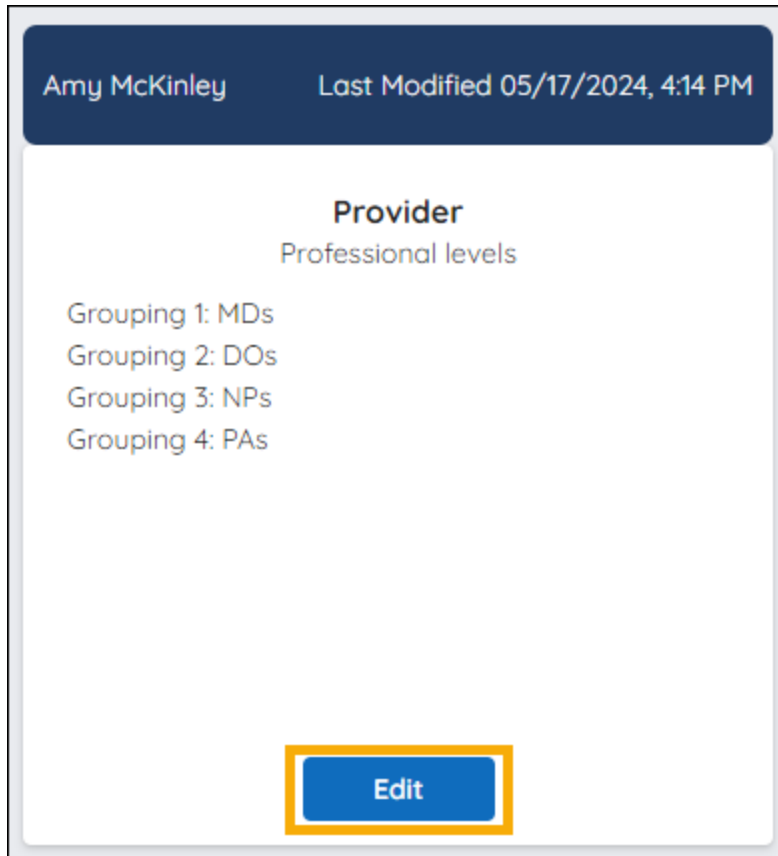 Amy McKinley Last Modified 05/17/2024, 4:14 PM
Provider
Professional levels
Grouping 1: MDs
Grouping 2: DOs
Grouping 3: NPs
Grouping 4: PAs
Edit